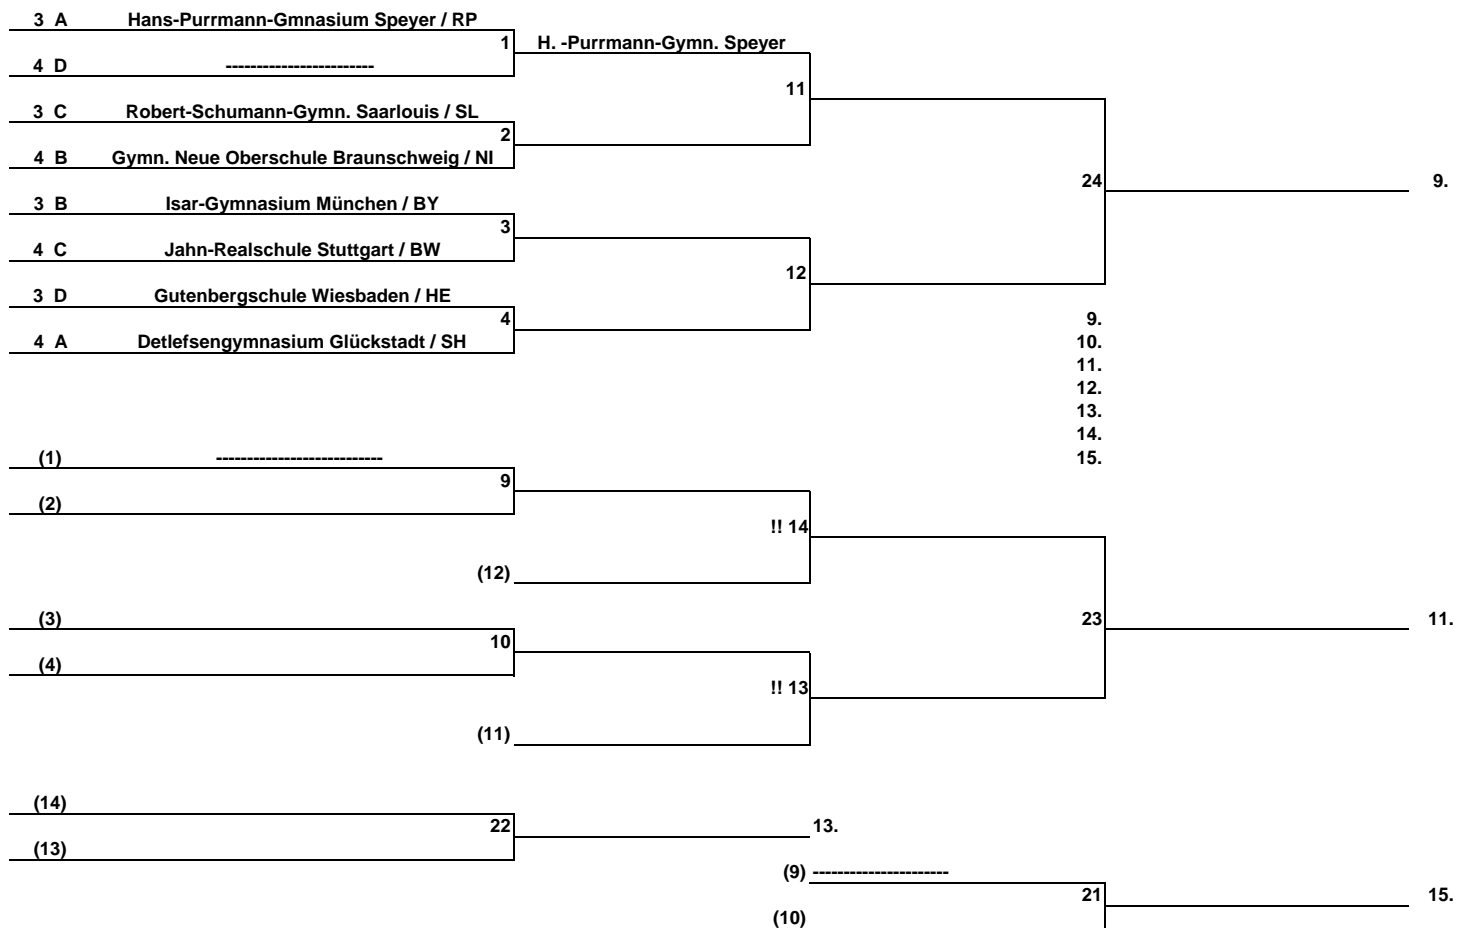 3 A Hans-Purrmann-Gmnasium Speyer / RP
1 H. -Purrmann-Gymn. Speyer
4 D ------------------------
11
3 C Robert-Schumann-Gymn. Saarlouis / SL
2
4 B Gymn. Neue Oberschule Braunschweig / NI
24 9.
3 B Isar-Gymnasium München / BY
3
4 C Jahn-Realschule Stuttgart / BW
12
3 D Gutenbergschule Wiesbaden / HE
4 9.
4 A Detlefsengymnasium Glückstadt / SH 10.
11.
12.
13.
14.
(1) --------------------------- 15.
9
(2)
!! 14
(12)
(3) 23 11.
10
(4)
!! 13
(11)
(14)
22 13.
(13)
(9) ----------------------
21 15.
(10)